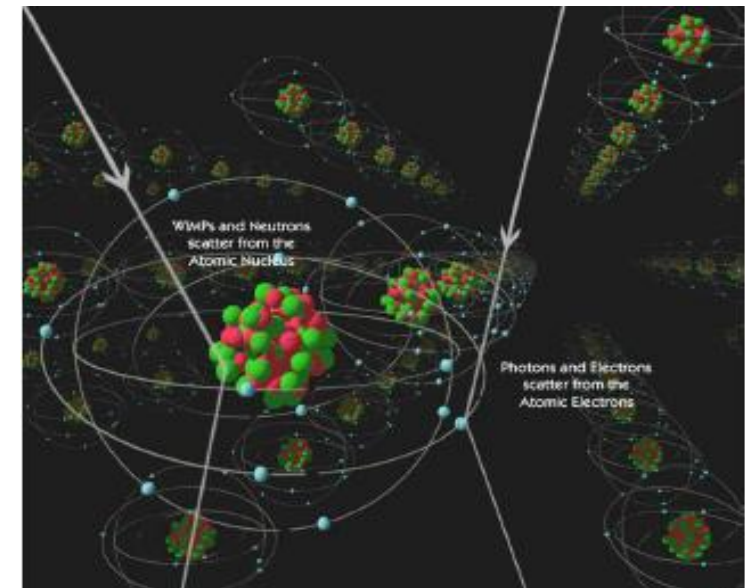 WIMPs and Neutrons
scatter from the
Atomic Nucleus
Photons and Electrons
scatter from the
Atomic Electrons